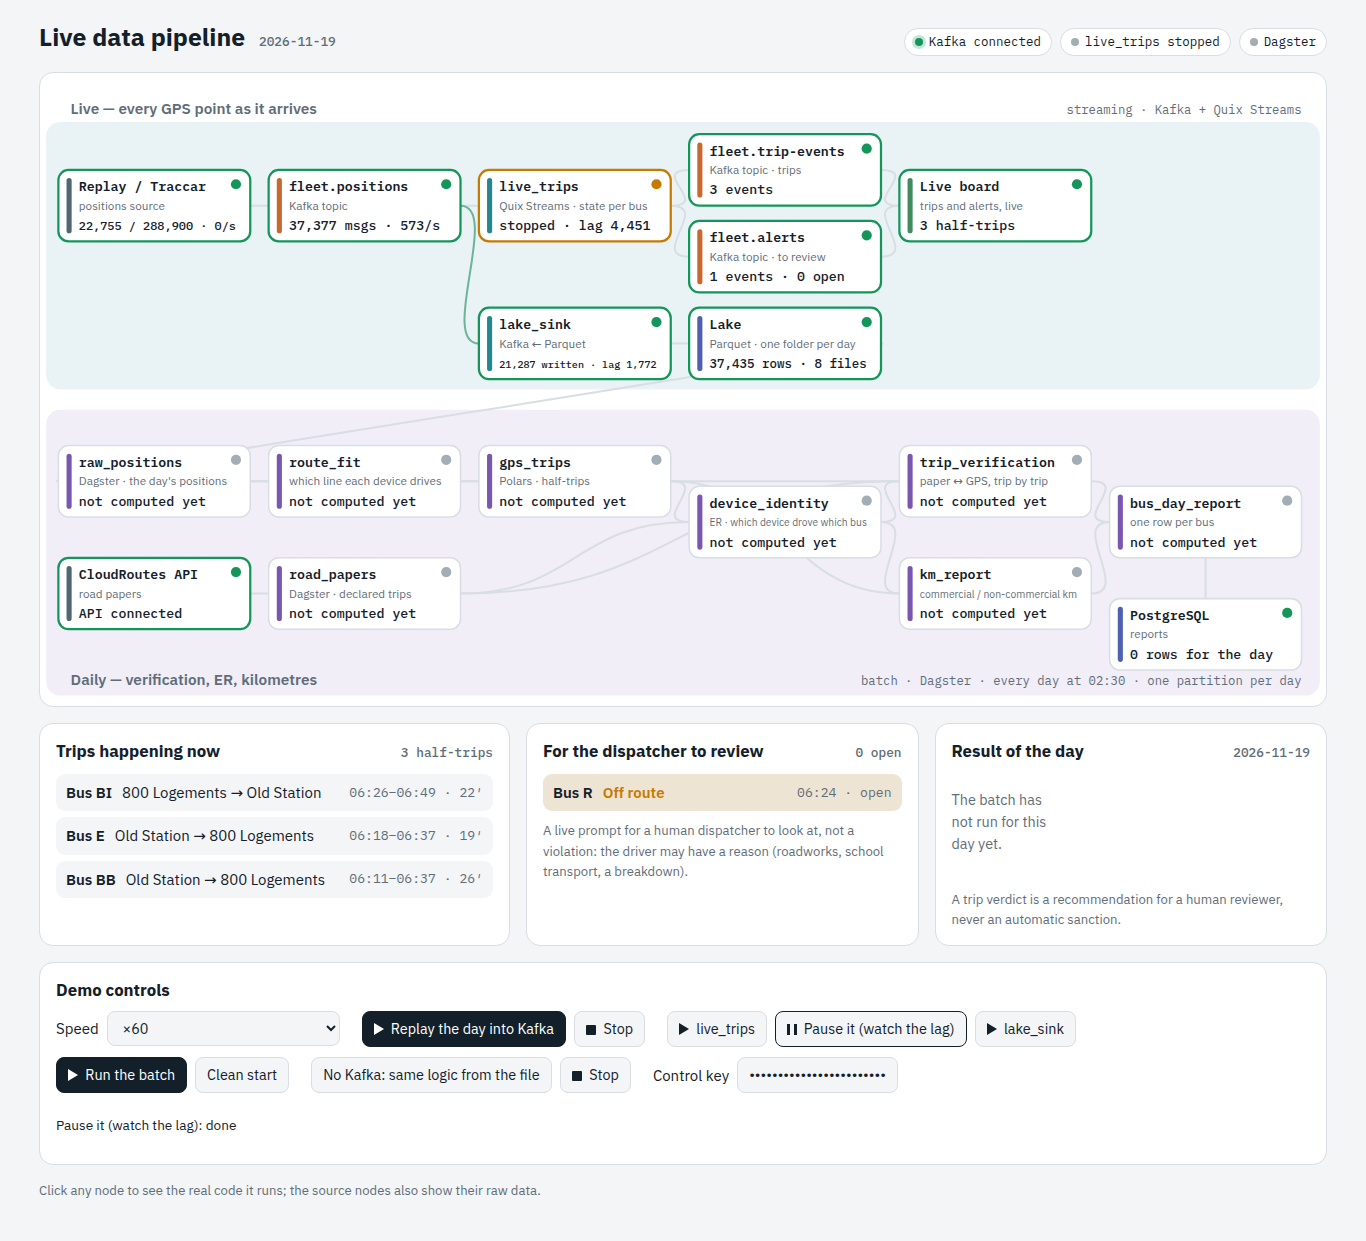 Live data pipeline 2026-11-19
Kafka connected
live_trips stopped
Dagster
Live — every GPS point as it arrives
streaming · Kafka + Quix Streams
Replay / Traccar
positions source
22,755 / 288,900 · 0/s
fleet.positions
Kafka topic
37,377 msgs · 573/s
live_trips
Quix Streams · state per bus
stopped · lag 4,451
fleet.trip-events
Kafka topic · trips
3 events
fleet.alerts
Kafka topic · to review
1 events · 0 open
Live board
trips and alerts, live
3 half-trips
lake_sink
Kafka ← Parquet
21,287 written · lag 1,772
Lake
Parquet · one folder per day
37,435 rows · 8 files
raw_positions
Dagster · the day's positions
not computed yet
route_fit
which line each device drives
not computed yet
gps_trips
Polars · half-trips
not computed yet
device_identity
ER · which device drove which bus
not computed yet
trip_verification
paper ↔ GPS, trip by trip
not computed yet
bus_day_report
one row per bus
not computed yet
CloudRoutes API
road papers
API connected
road_papers
Dagster · declared trips
not computed yet
km_report
commercial / non-commercial km
not computed yet
PostgreSQL
reports
0 rows for the day
Daily — verification, ER, kilometres
batch · Dagster · every day at 02:30 · one partition per day
Trips happening now
3 half-trips
Bus BI 800 Logements → Old Station 06:26–06:49 · 22′
Bus E Old Station → 800 Logements 06:18–06:37 · 19′
Bus BB Old Station → 800 Logements 06:11–06:37 · 26′
For the dispatcher to review
0 open
Bus R Off route 06:24 · open
A live prompt for a human dispatcher to look at, not a
violation: the driver may have a reason (roadworks, school
transport, a breakdown).
Result of the day
2026-11-19
The batch has
not run for this
day yet.
A trip verdict is a recommendation for a human reviewer,
never an automatic sanction.
Demo controls
Speed ×60 ▶ Replay the day into Kafka ■ Stop ▶ live_trips ⏸ Pause it (watch the lag) ▶ lake_sink
▶ Run the batch Clean start No Kafka: same logic from the file ■ Stop Control key ••••••••••••••••••••••••
Pause it (watch the lag): done
Click any node to see the real code it runs; the source nodes also show their raw data.